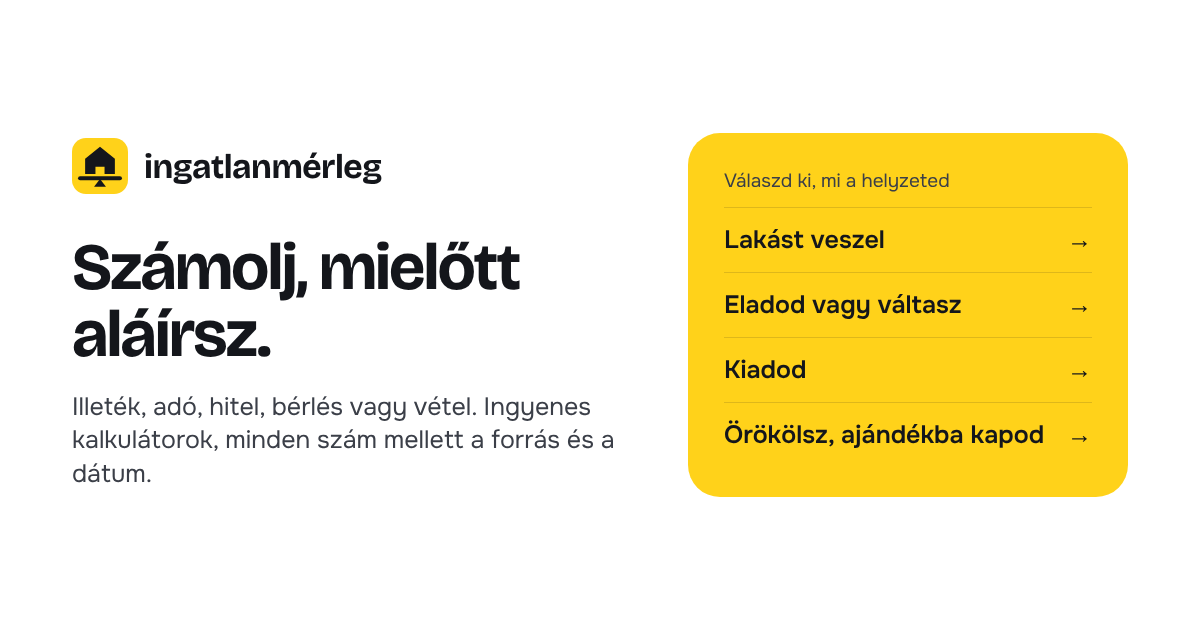 ingatlanmérleg
Számolj, mielőtt
aláírsz.
Illeték, adó, hitel, bérlés vagy vétel. Ingyenes
kalkulátorok, minden szám mellett a forrás és a
dátum.
Válaszd ki, mi a helyzeted
Lakást veszel →
Eladod vagy váltasz →
Kiadod →
Örökölsz, ajándékba kapod →